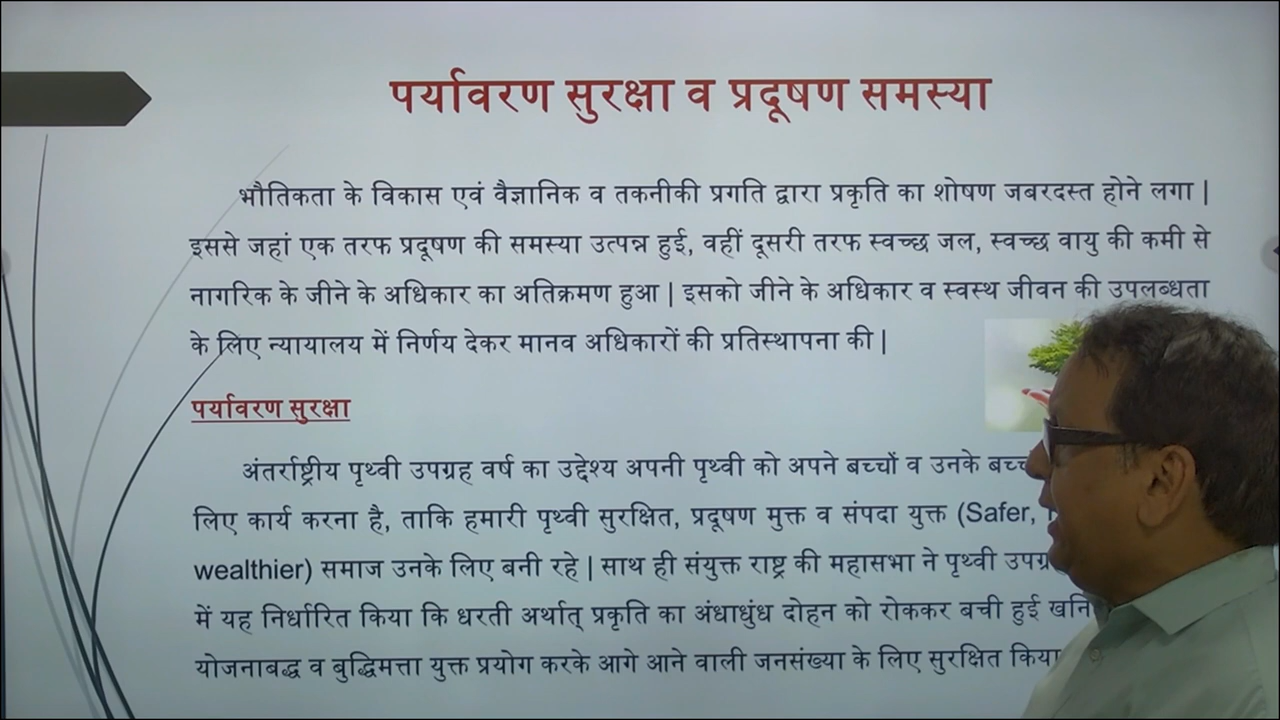 पर्यावरण सुरक्षा व प्रदूषण समस्या
भौतिकता के विकास एवं वैज्ञानिक व तकनीकी प्रगति द्वारा प्रकृति का शोषण जबरदस्त होने लगा |
इससे जहां एक तरफ प्रदूषण की समस्या उत्पन्न हुई, वहीं दूसरी तरफ स्वच्छ जल, स्वच्छ वायु की कमी से
नागरिक के जीने के अधिकार का अतिक्रमण हुआ | इसको जीने के अधिकार व स्वस्थ जीवन की उपलब्धता
के लिए न्यायालय में निर्णय देकर मानव अधिकारों की प्रतिस्थापना की |
पर्यावरण सुरक्षा
अंतर्राष्ट्रीय पृथ्वी उपग्रह वर्ष का उद्देश्य अपनी पृथ्वी को अपने बच्चों व उनके
लिए कार्य करना है, ताकि हमारी पृथ्वी सुरक्षित, प्रदूषण मुक्त व संपदा युक्त (Safer,
wealthier) समाज उनके लिए बनी रहे | साथ ही संयुक्त राष्ट्र की महासभा ने पृथ्वी
में यह निर्धारित किया कि धरती अर्थात् प्रकृति का अंधाधुंध दोहन को रोककर बची हुई
योजनाबद्ध व बुद्धिमत्ता युक्त प्रयोग करके आगे आने वाली जनसंख्या के लिए सुरक्षित किया